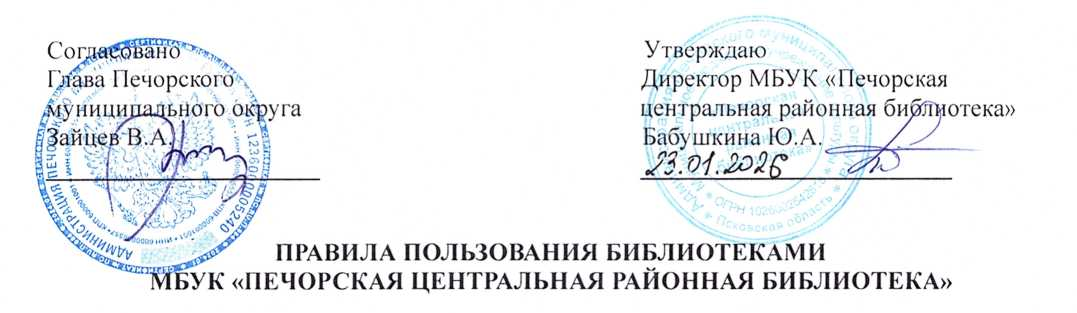 Согласовано
Глава Печорского
муниципального округа
Зайцев В.А.
Утверждаю
Директор МБУК «Печорская
центральная районная библиотека»
Бабушкина Ю.А.
23.01.2026
ПРАВИЛА ПОЛЬЗОВАНИЯ БИБЛИОТЕКАМИ
МБУК «ПЕЧОРСКАЯ ЦЕНТРАЛЬНАЯ РАЙОННАЯ БИБЛИОТЕКА»